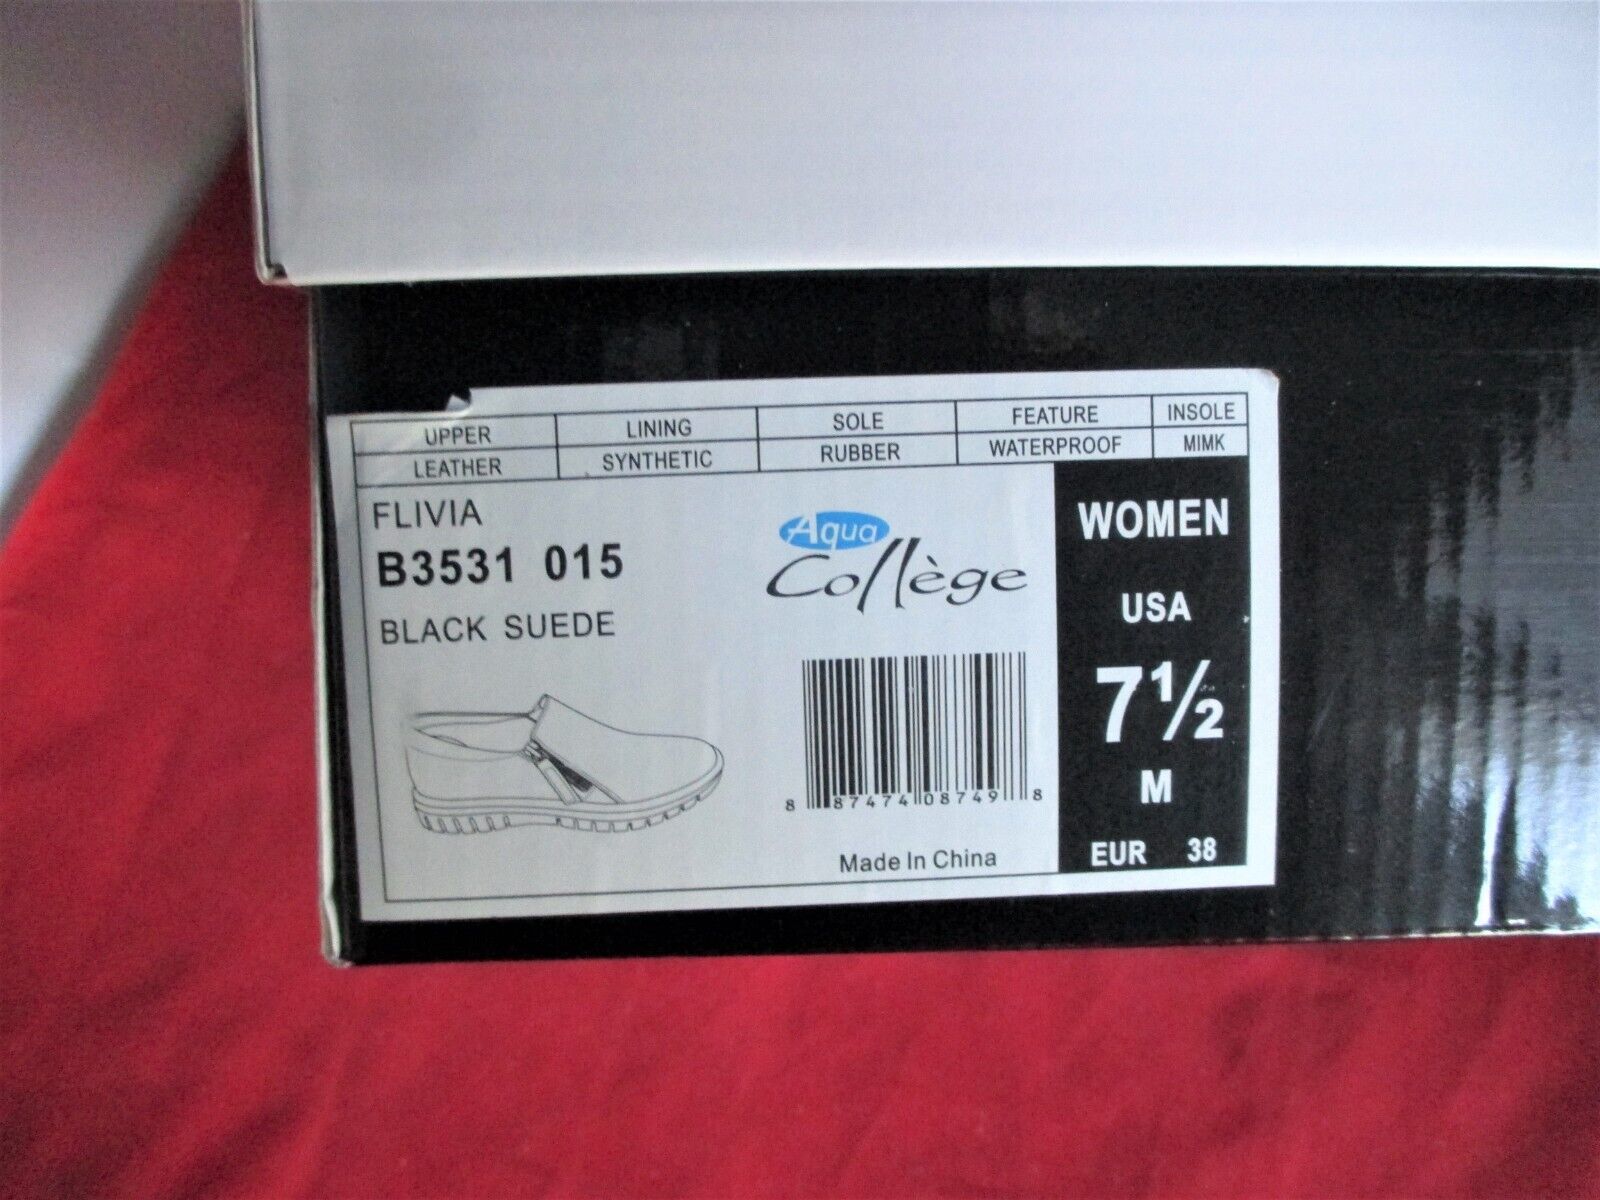 UPPER LINING SOLE FEATURE INSOLE
LEATHER SYNTHETIC RUBBER WATERPROOF MIMK
FLIVIA
B3531 015
BLACK SUEDE
Aqua
Collège
8 87474 08749 8
Made In China
WOMEN
USA
7½
M
EUR 38